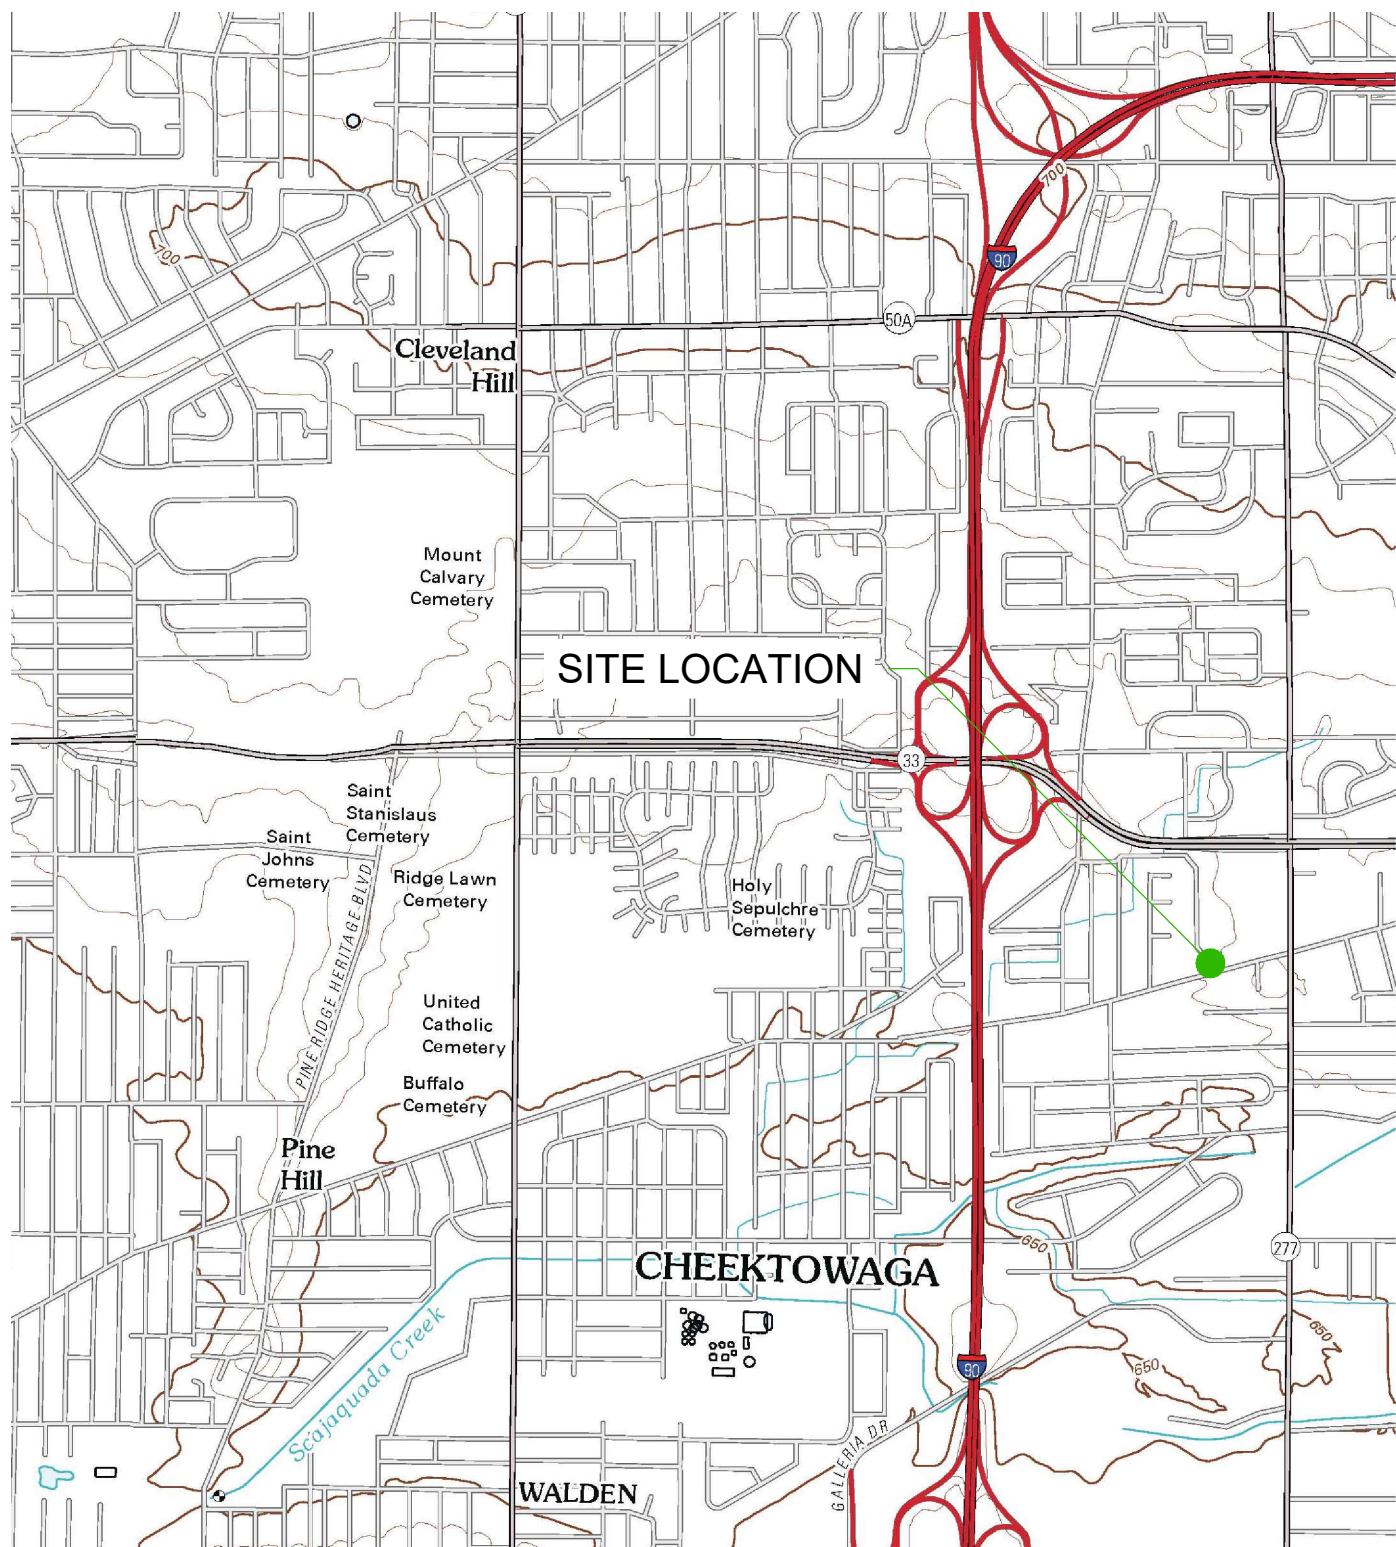 700
90
700
50A
Cleveland
Hill
Mount
Calvary
Cemetery
SITE LOCATION
33
Saint
Stanislaus
Cemetery
Saint
Johns
Cemetery
Ridge Lawn
Cemetery
Holy
Sepulchre
Cemetery
PINE RIDGE HERITAGE BLVD
United
Catholic
Cemetery
Buffalo
Cemetery
Pine
Hill
650
277
CHEEKTOWAGA
650
650
90
Scajaquada Creek
GALLERIA DR
WALDEN